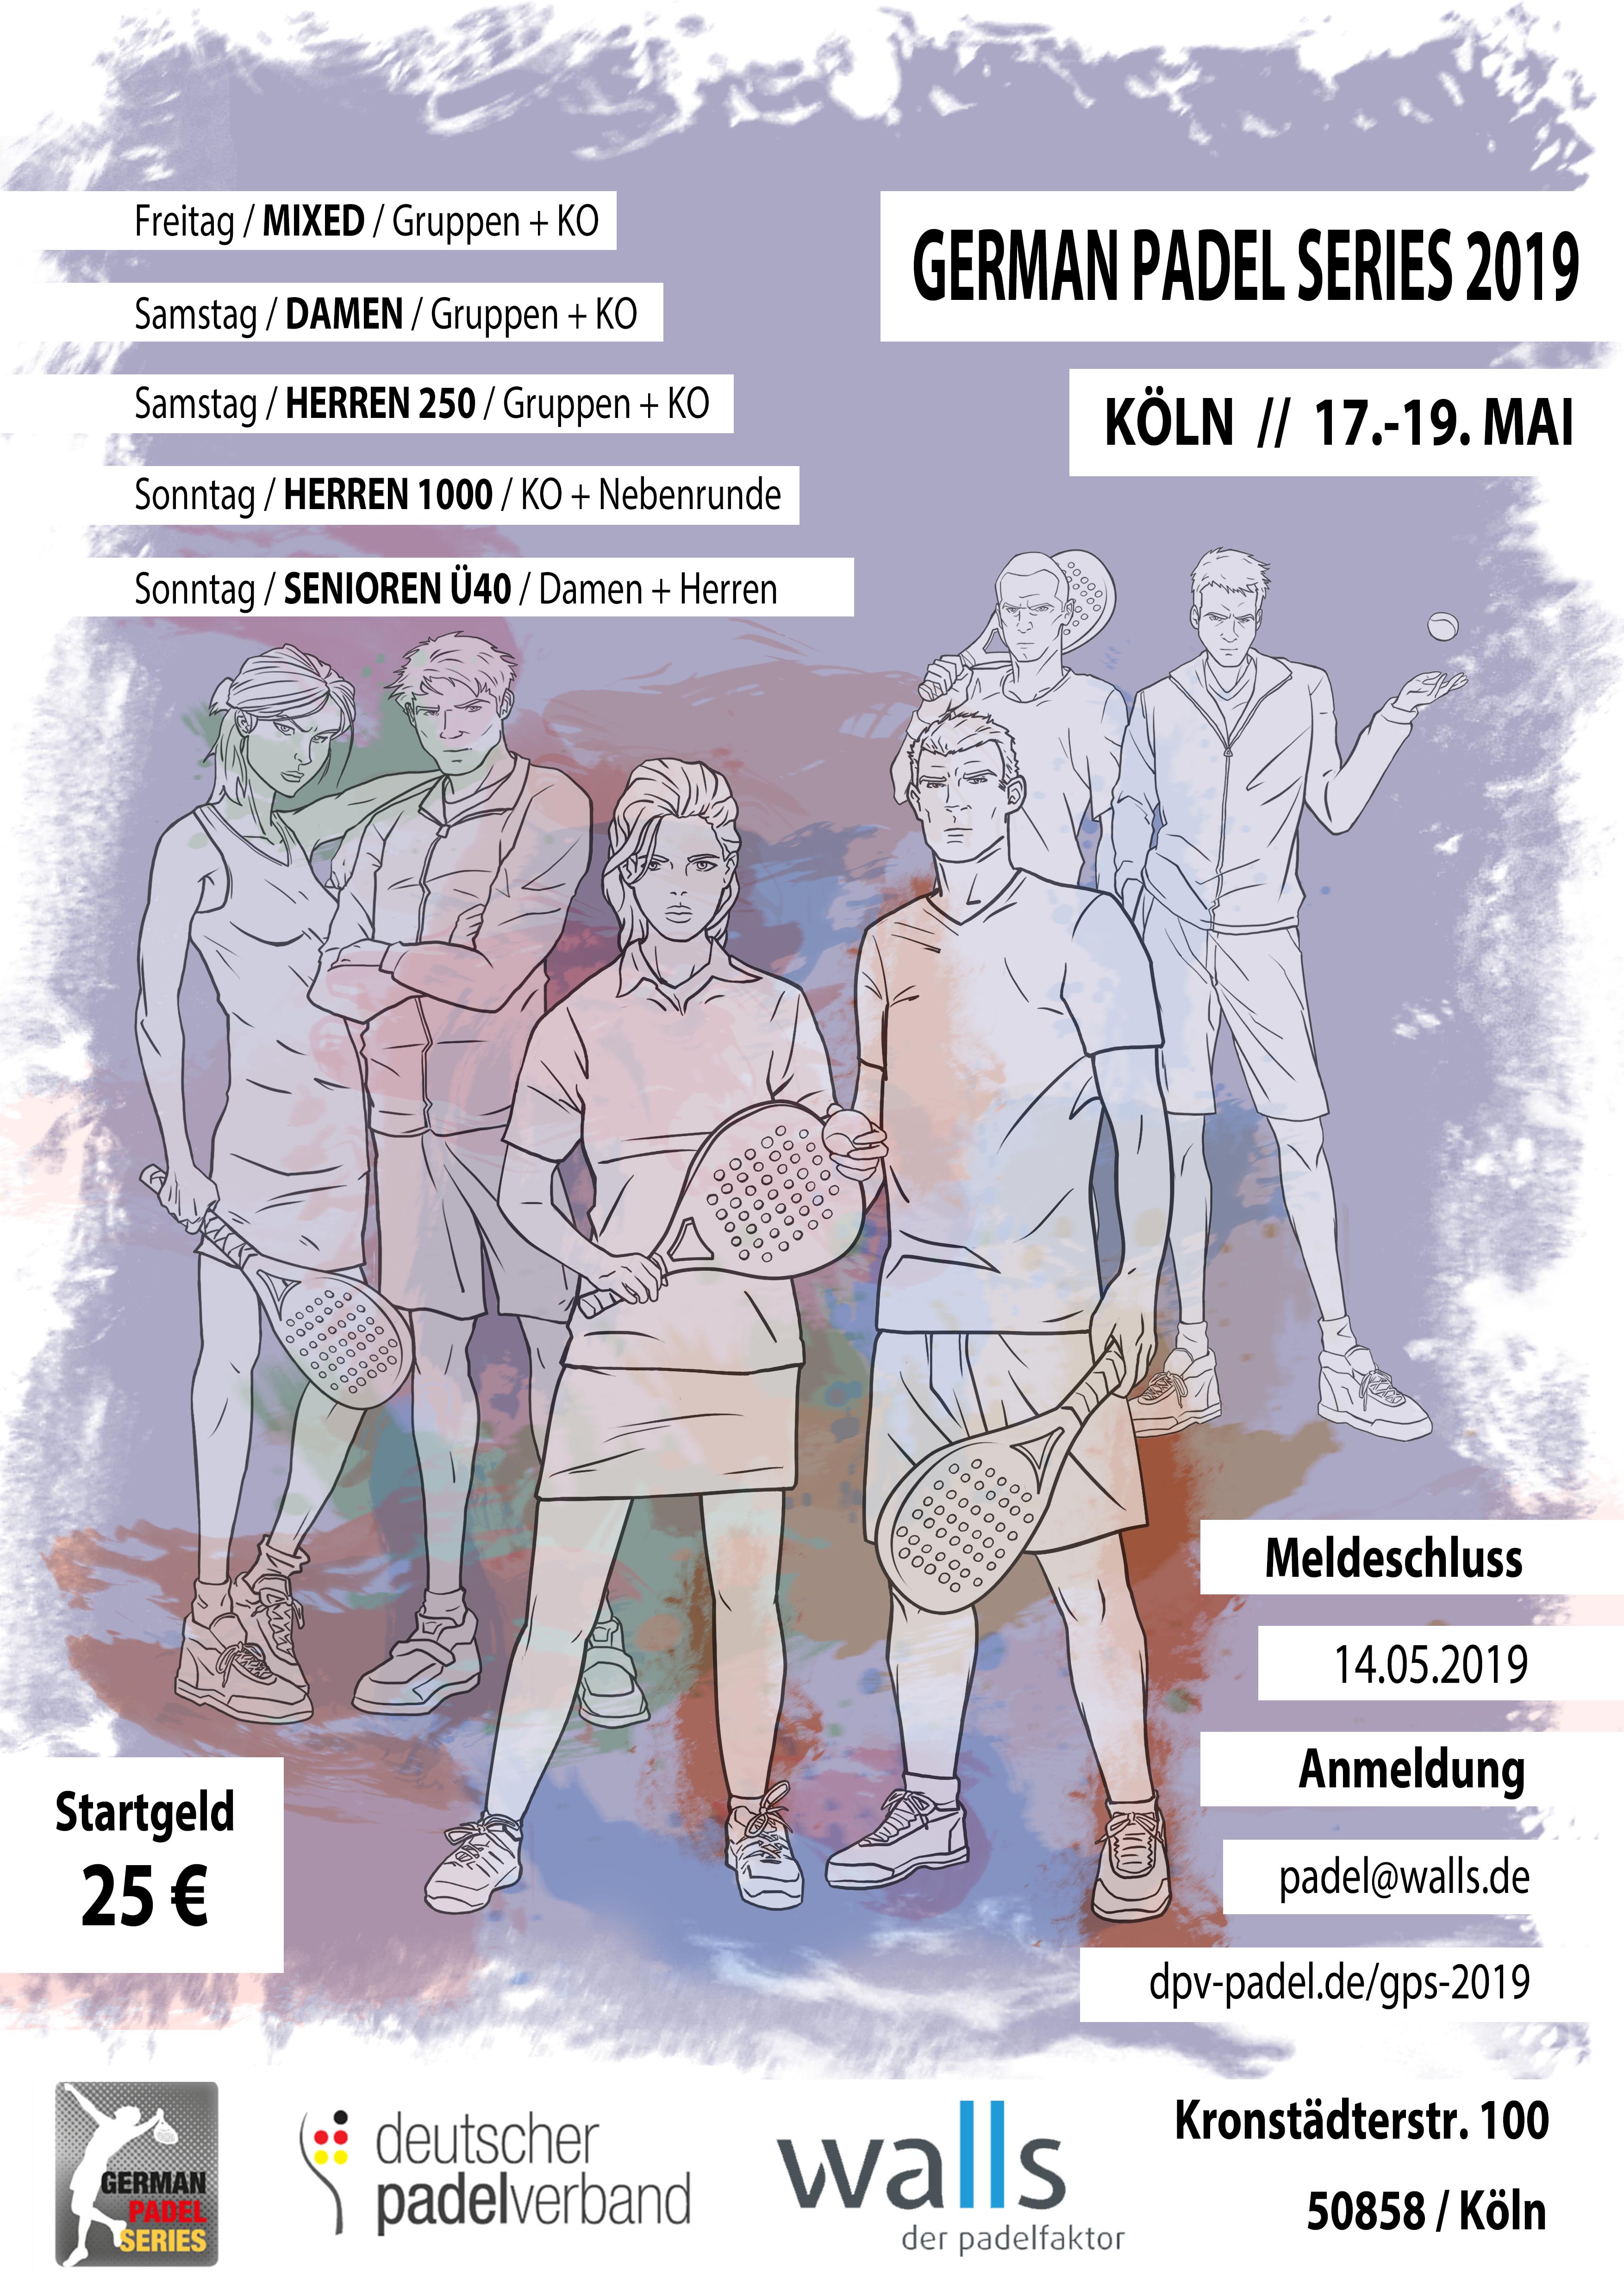 Freitag / MIXED / Gruppen + KO
Samstag / DAMEN / Gruppen + KO
Samstag / HERREN 250 / Gruppen + KO
Sonntag / HERREN 1000 / KO + Nebenrunde
Sonntag / SENIOREN Ü40 / Damen + Herren
GERMAN PADEL SERIES 2019
KÖLN // 17.-19. MAI
Meldeschluss
14.05.2019
Anmeldung
padel@walls.de
dpv-padel.de/gps-2019
Startgeld
25 €
GERMAN
PADEL
SERIES
deutscher
padelverband
walls
der padelfaktor
Kronstädterstr. 100
50858 / Köln